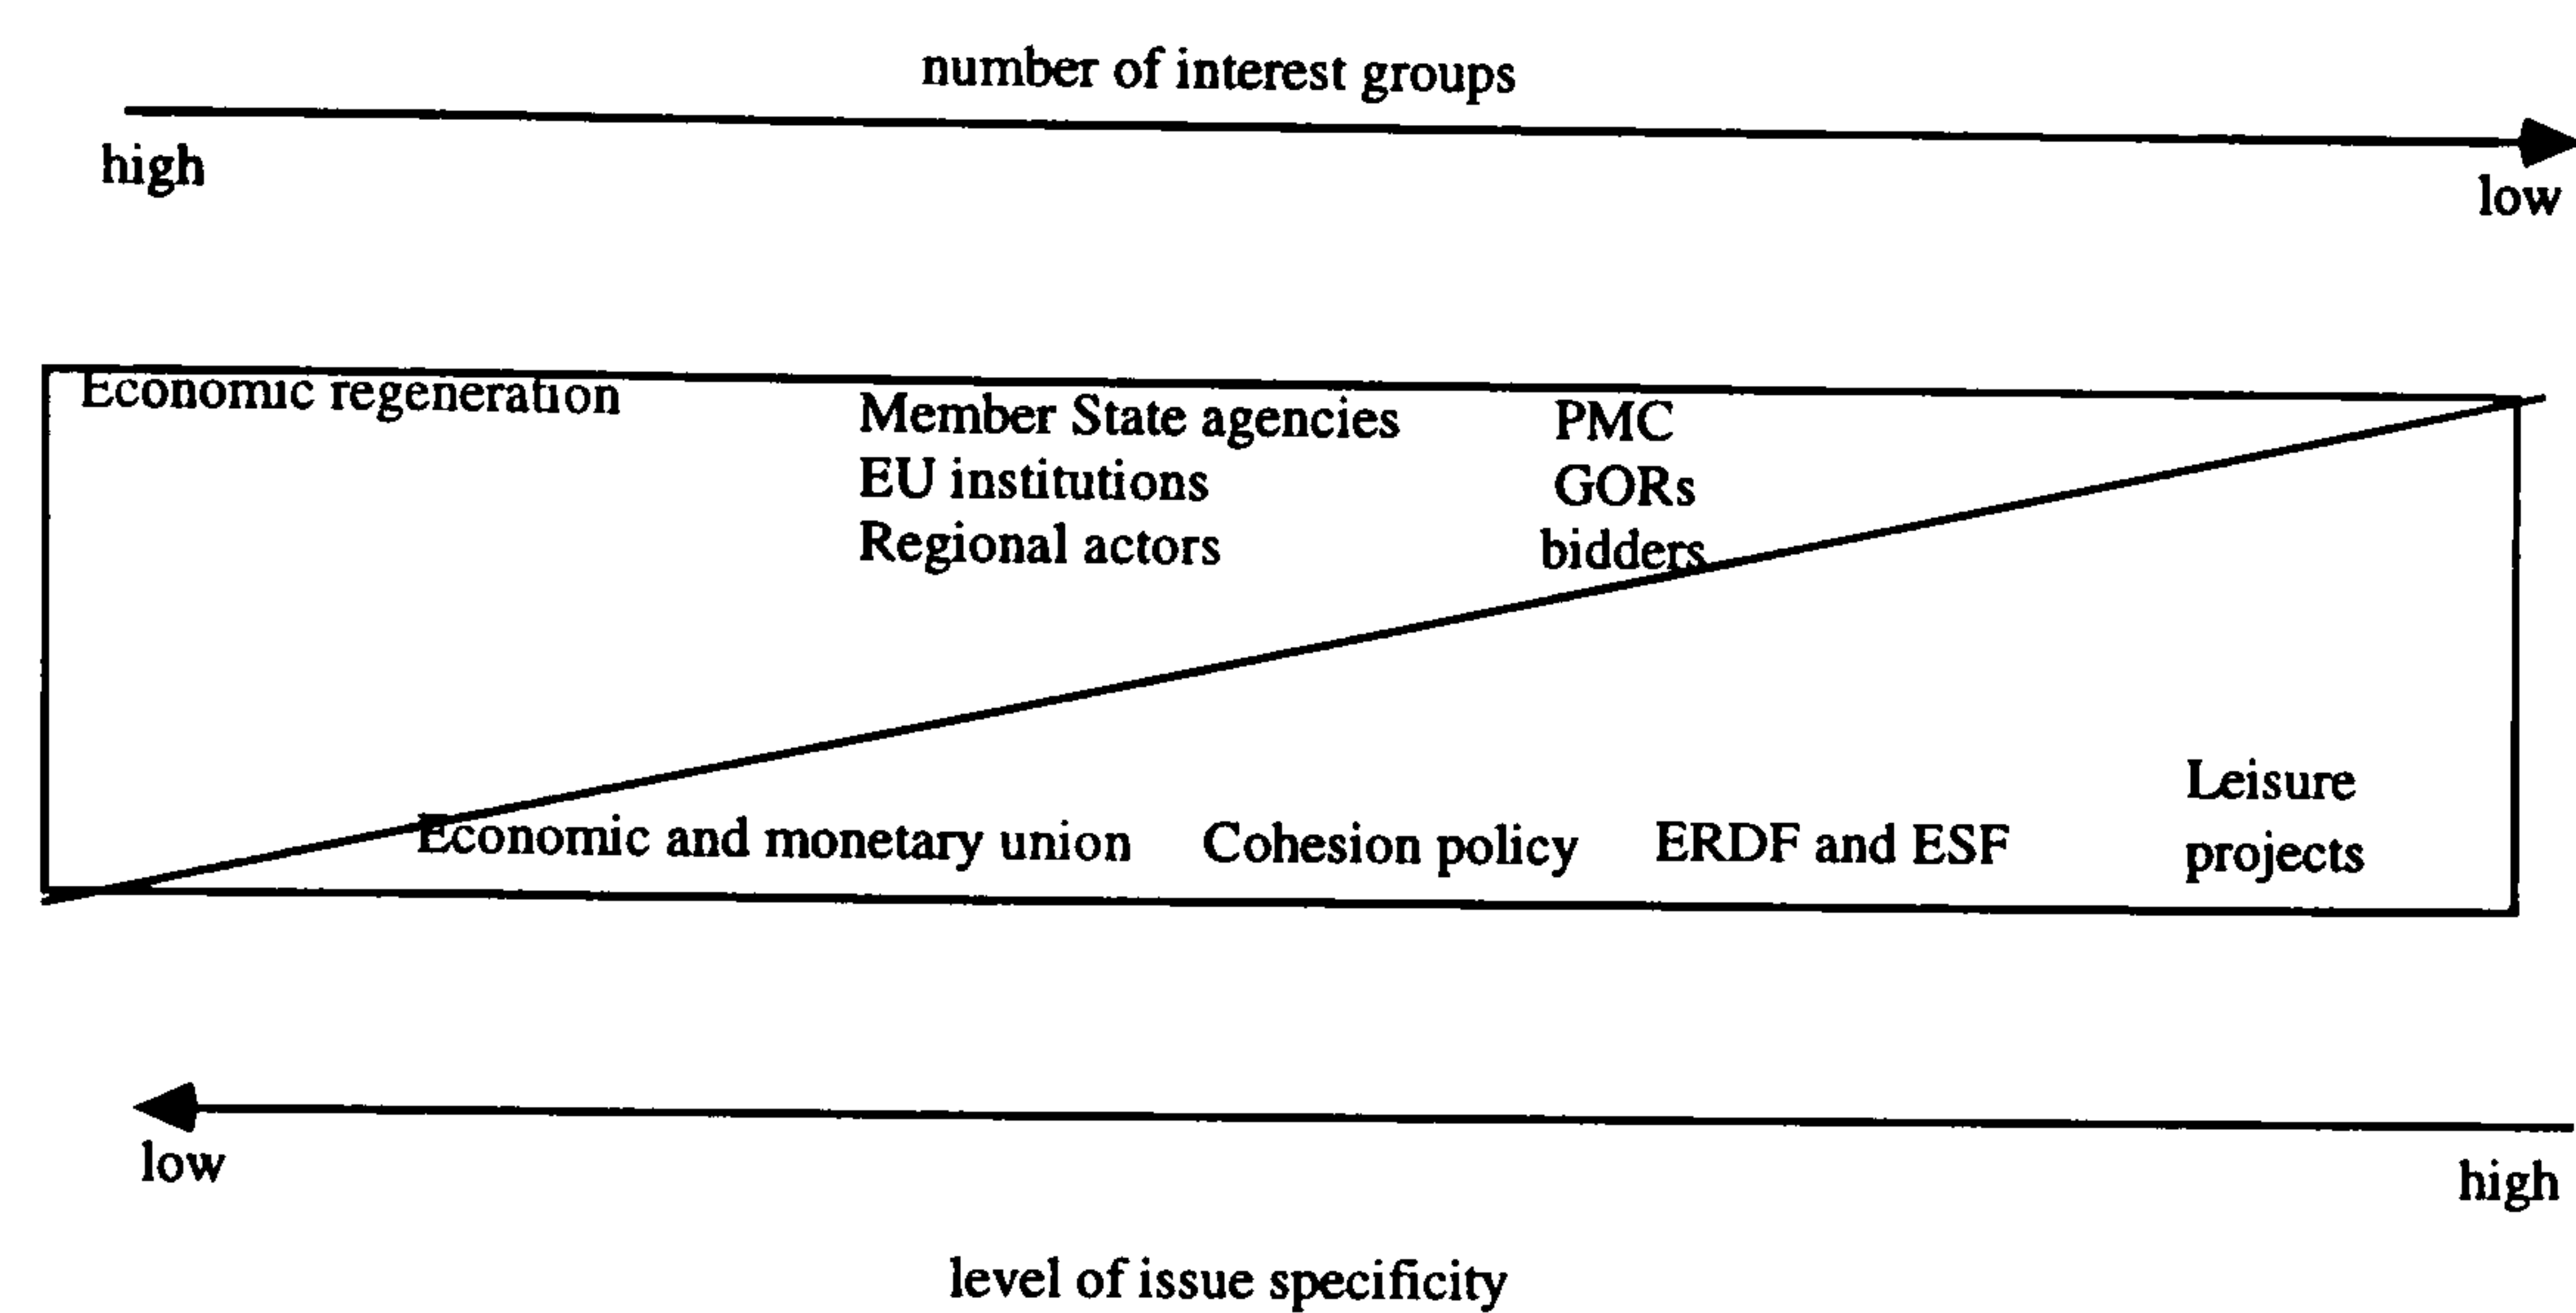 number of interest groups
high
low
Economic regeneration
Member State agencies
PMC
EU institutions
GORs
Regional actors
bidders
Economic and monetary union
Cohesion policy
ERDF and ESF
Leisure
projects
low
high
level of issue specificity